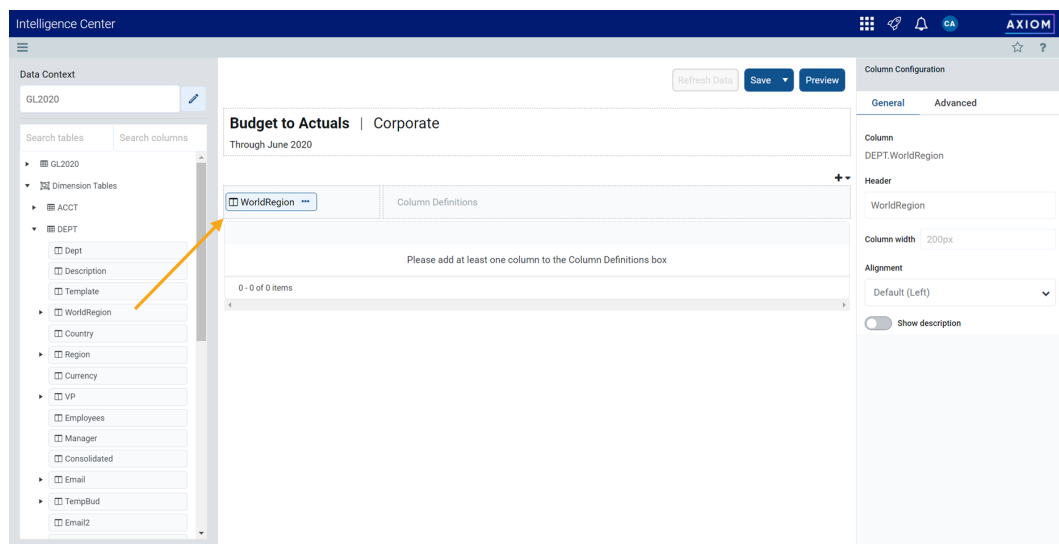 Intelligence Center
CA
AXIOM
?
Data Context
GL2020
Search tables Search columns
GL2020
Dimension Tables
ACCT
DEPT
Dept
Description
Template
WorldRegion
Country
Region
Currency
VP
Employees
Manager
Consolidated
Email
TempBud
Email2
Refresh Data Save Preview
Budget to Actuals | Corporate
Through June 2020
WorldRegion ··· Column Definitions
Please add at least one column to the Column Definitions box
0 - 0 of 0 items
Column Configuration
General Advanced
Column
DEPT.WorldRegion
Header
WorldRegion
Column width 200px
Alignment
Default (Left)
Show description